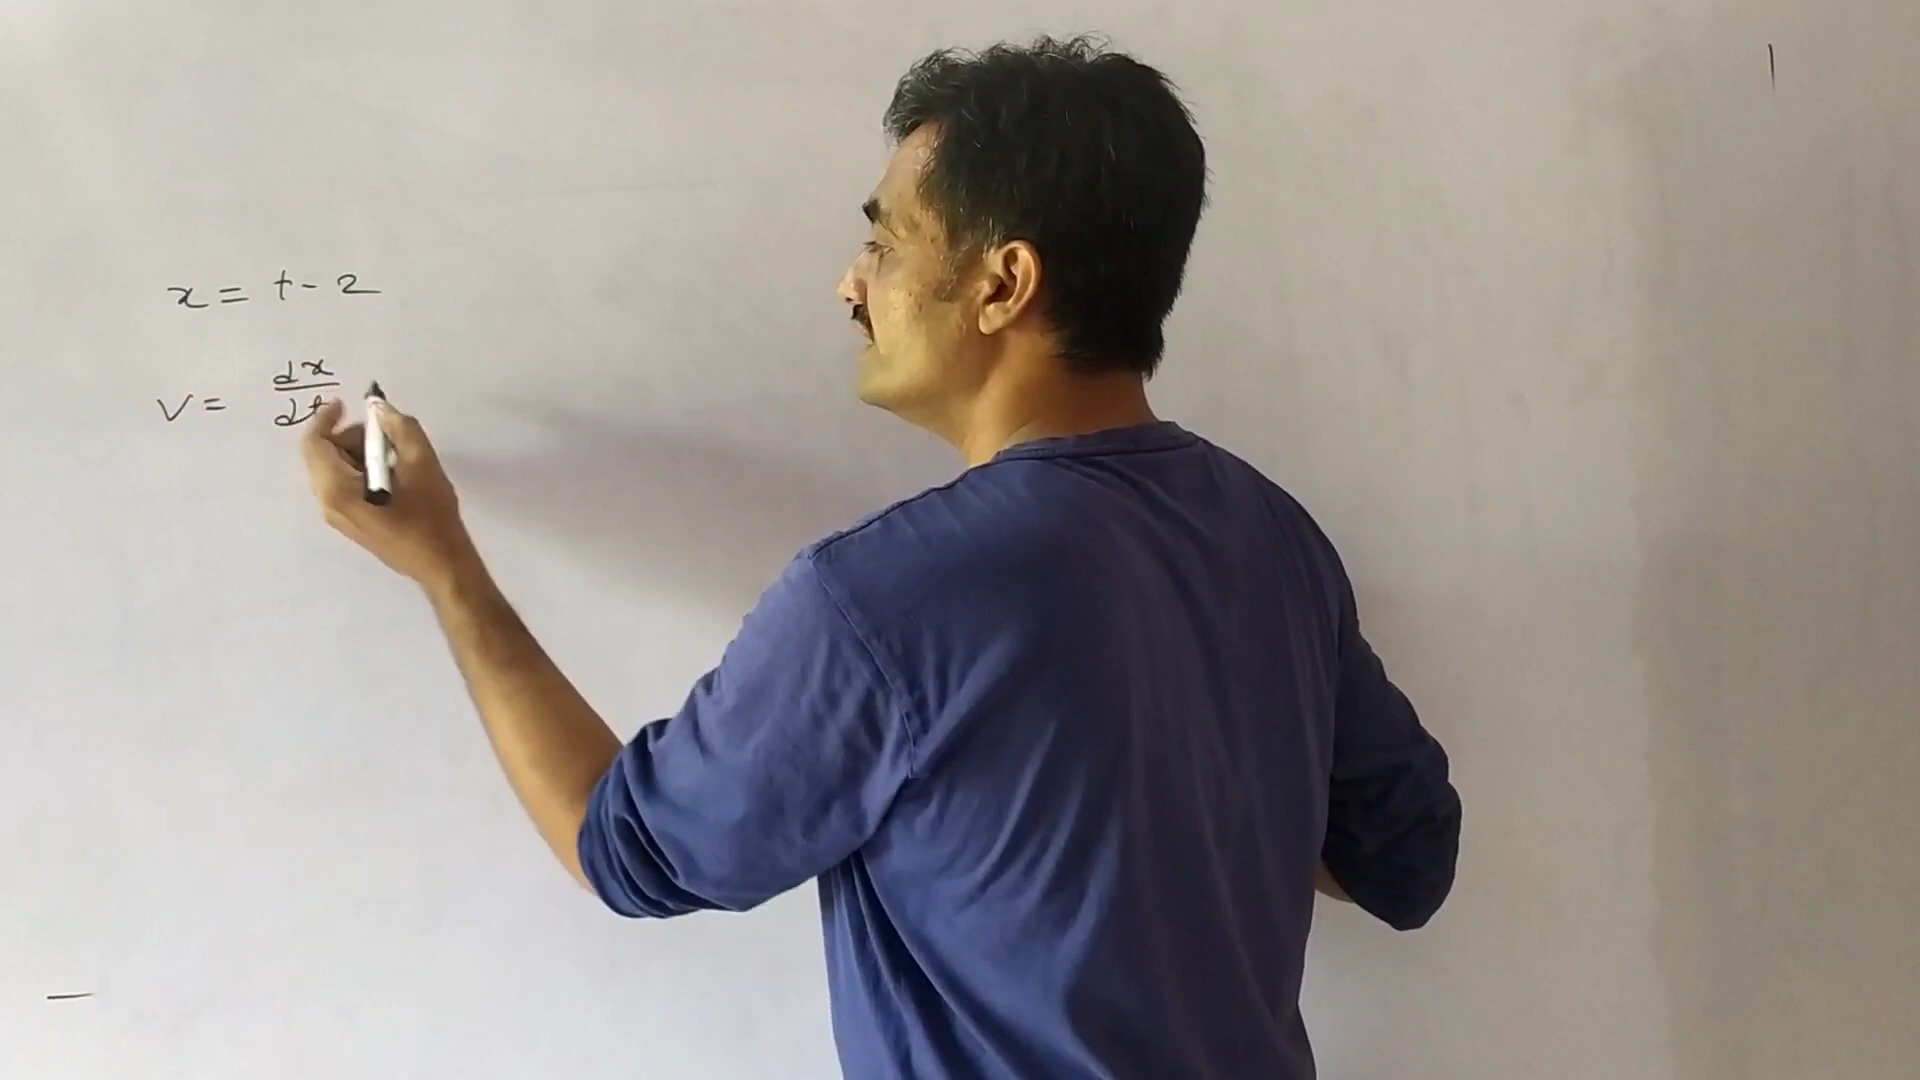 x = t - 2
v = dx/dt